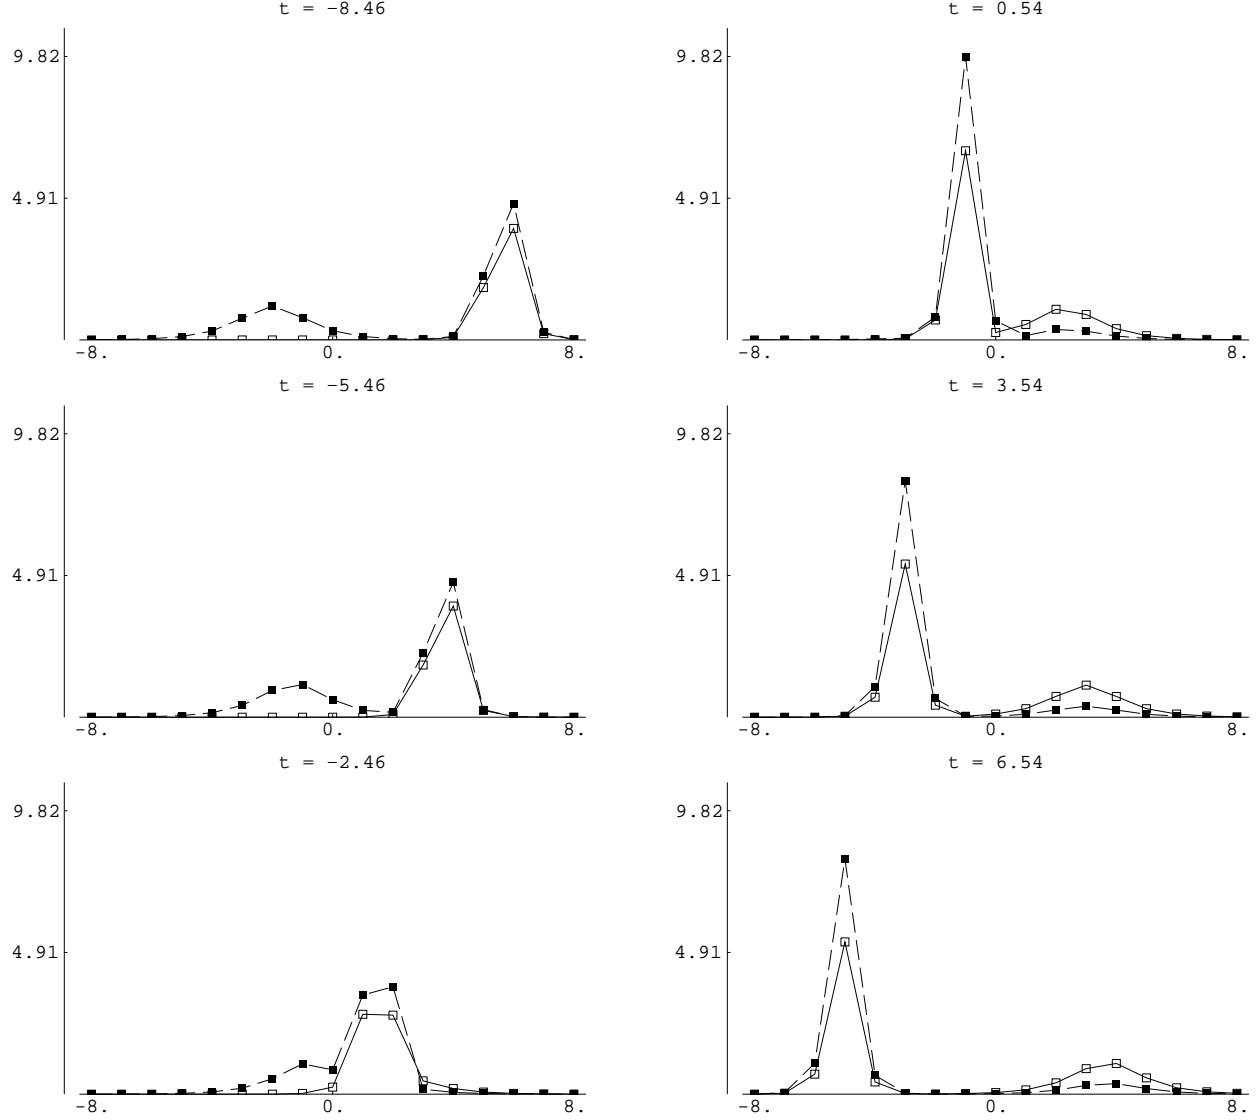 t = −8.46
9.82
4.91
−8. 0. 8.
t = −5.46
9.82
4.91
−8. 0. 8.
t = −2.46
9.82
4.91
−8. 0. 8.
t = 0.54
9.82
4.91
−8. 0. 8.
t = 3.54
9.82
4.91
−8. 0. 8.
t = 6.54
9.82
4.91
−8. 0. 8.